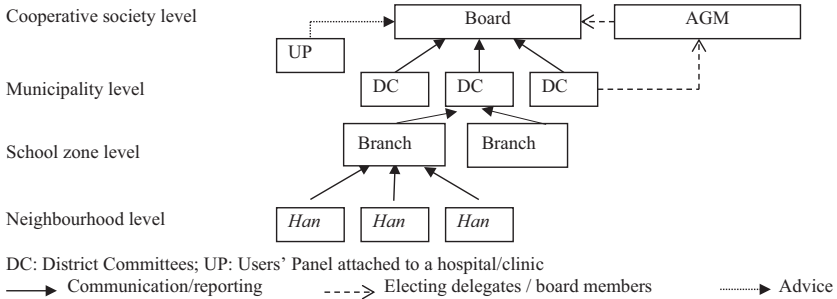 Cooperative society level Board AGM
UP
Municipality level DC DC DC
School zone level Branch Branch
Neighbourhood level Han Han Han
DC: District Committees; UP: Users' Panel attached to a hospital/clinic
Communication/reporting Electing delegates / board members Advice